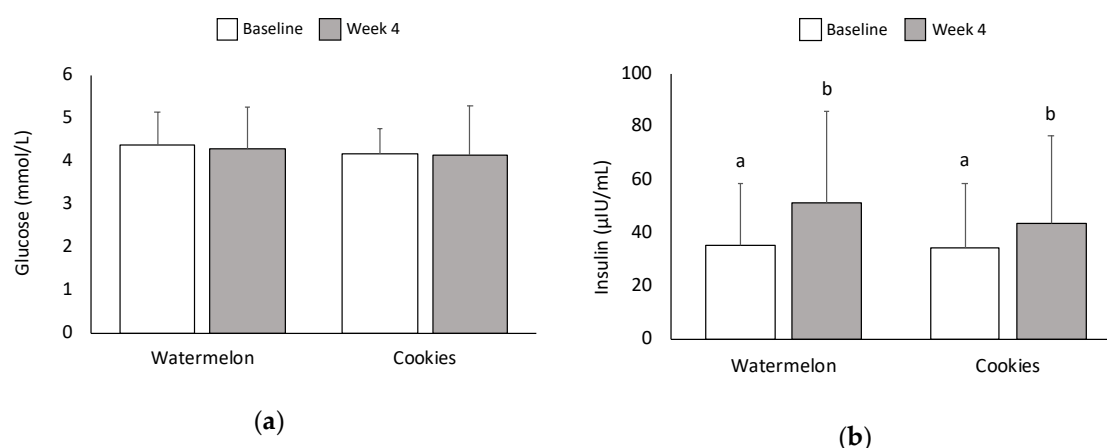 Baseline Week 4
Glucose (mmol/L)
6
5
4
3
2
1
0
Watermelon Cookies
(a)
Baseline Week 4
Insulin (µIU/mL)
100
80
60
40
20
0
a b a b
Watermelon Cookies
(b)